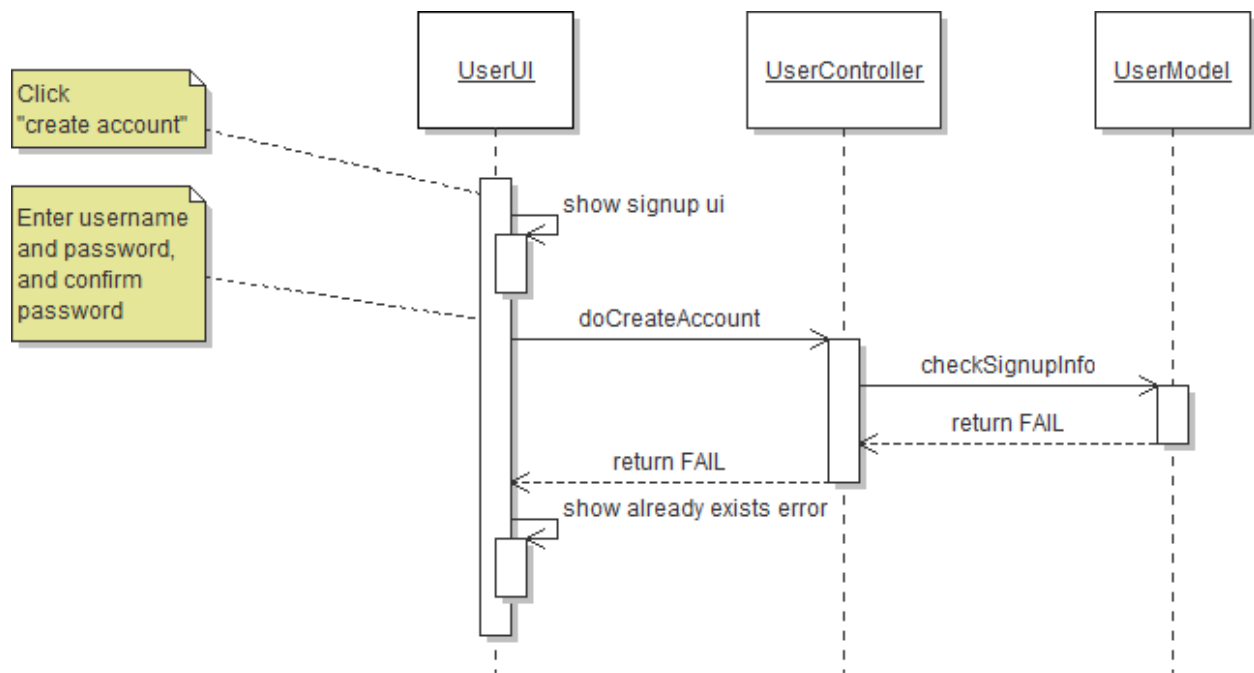 UserUI
UserController
UserModel
Click
"create account"
Enter username
and password,
and confirm
password
show signup ui
doCreateAccount
checkSignupInfo
return FAIL
return FAIL
show already exists error